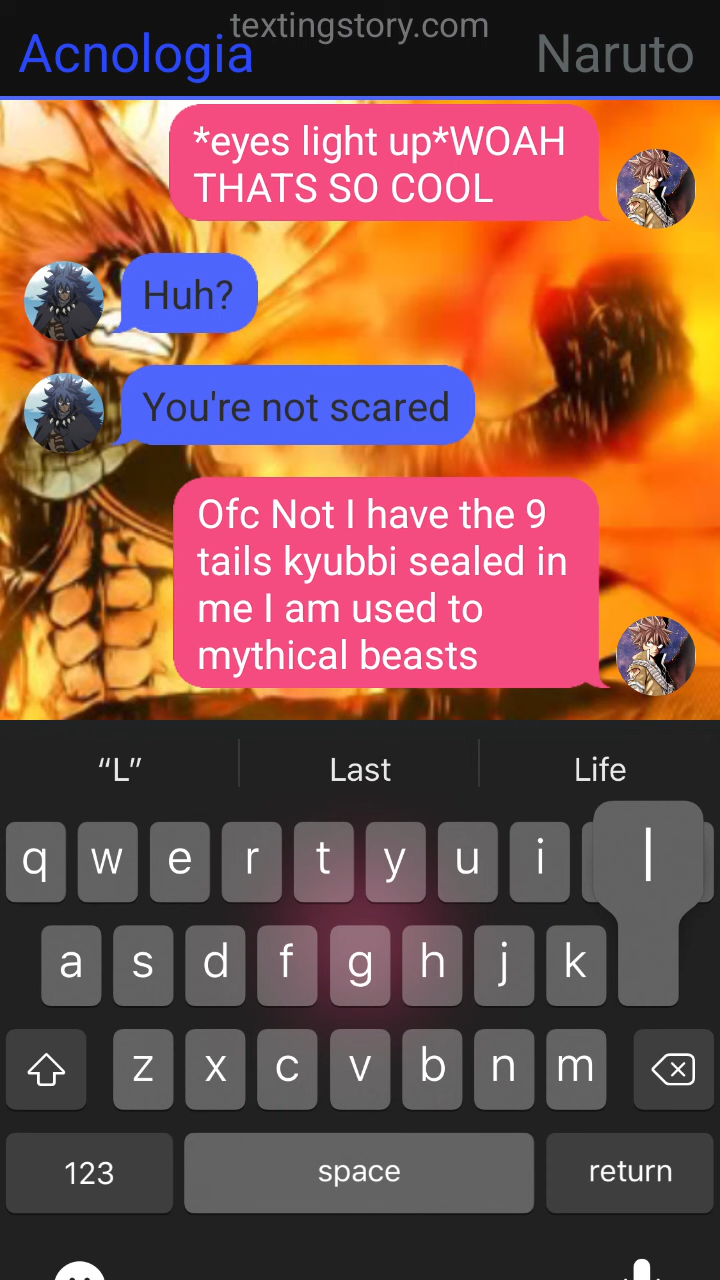 textingstory.com
Acnologia
Naruto
*eyes light up*WOAH
THATS SO COOL
Huh?
You're not scared
Ofc Not I have the 9
tails kyubbi sealed in
me I am used to
mythical beasts
“L” Last Life
q w e r t y u i l
a s d f g h j k
z x c v b n m
123 space return